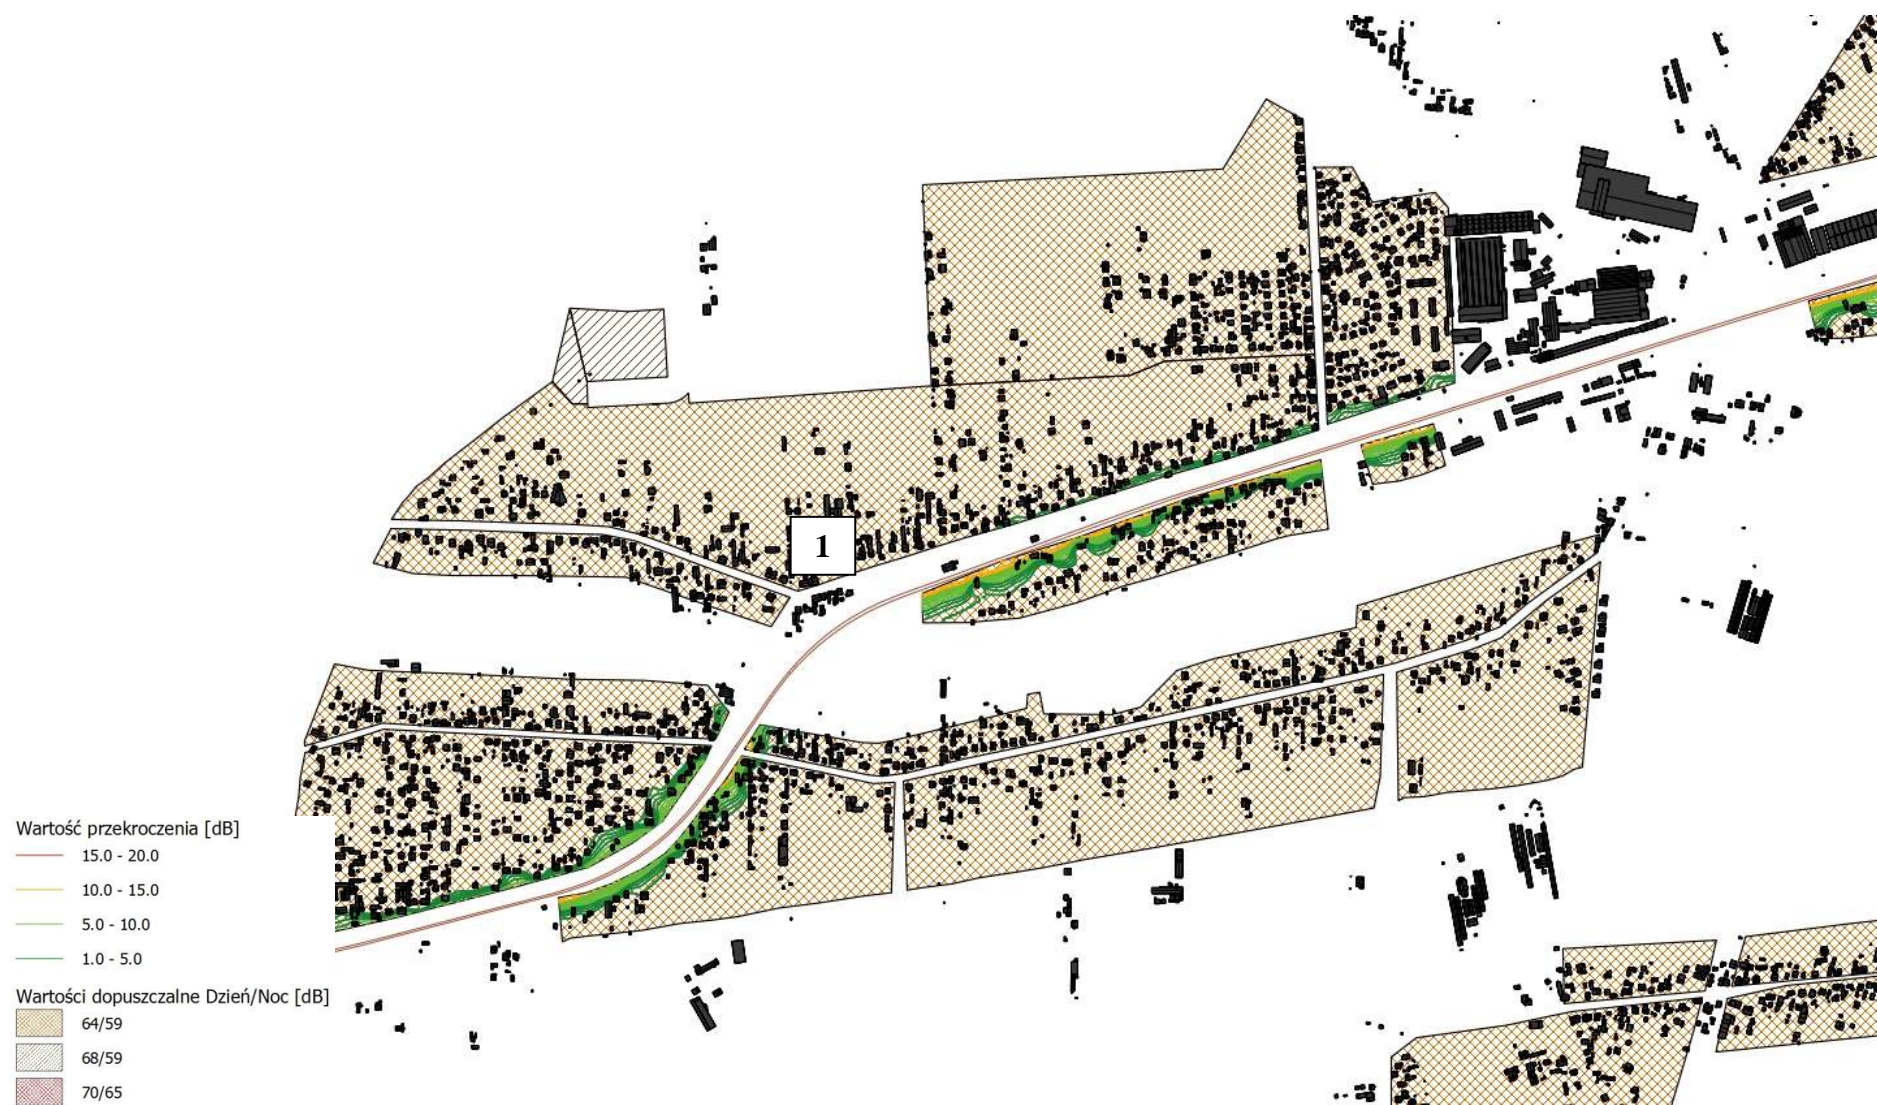 1
Wartość przekroczenia [dB]
15.0 - 20.0
10.0 - 15.0
5.0 - 10.0
1.0 - 5.0
Wartości dopuszczalne Dzień/Noc [dB]
64/59
68/59
70/65